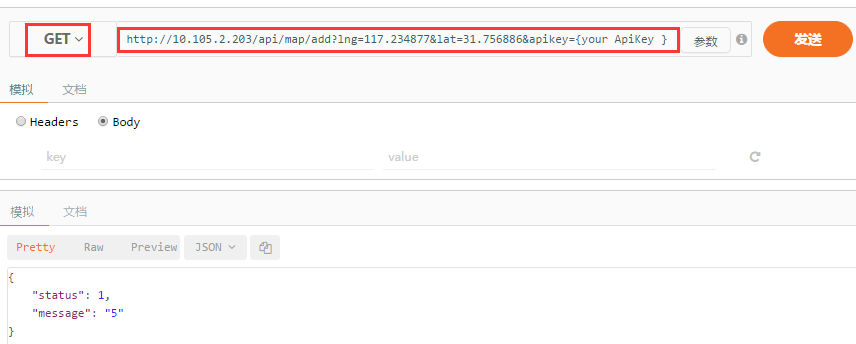 GET http://10.105.2.203/api/map/add?lng=117.234877&lat=31.756886&apikey={your ApiKey } 参数 发送
模拟 文档
Headers Body
key value
模拟 文档
Pretty Raw Preview JSON
{
"status": 1,
"message": "5"
}